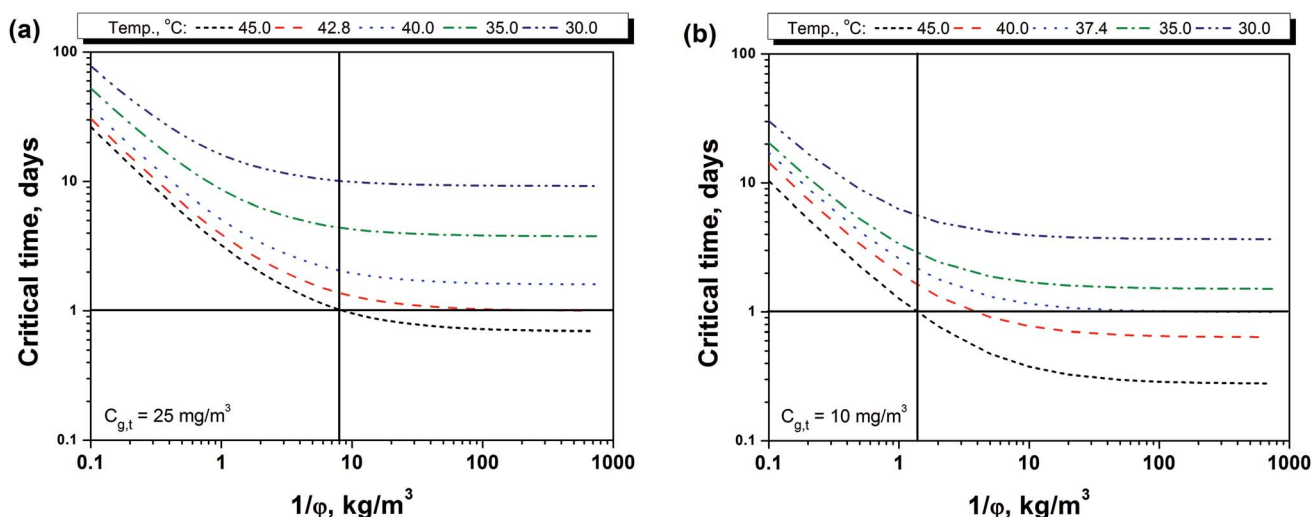 (a)
Temp., °C: 45.0 42.8 40.0 35.0 30.0
100
10
1
0.1
Critical time, days
C_g,t = 25 mg/m³
0.1 1 10 100 1000
1/φ, kg/m³
(b)
Temp., °C: 45.0 40.0 37.4 35.0 30.0
100
10
1
0.1
Critical time, days
C_g,t = 10 mg/m³
0.1 1 10 100 1000
1/φ, kg/m³